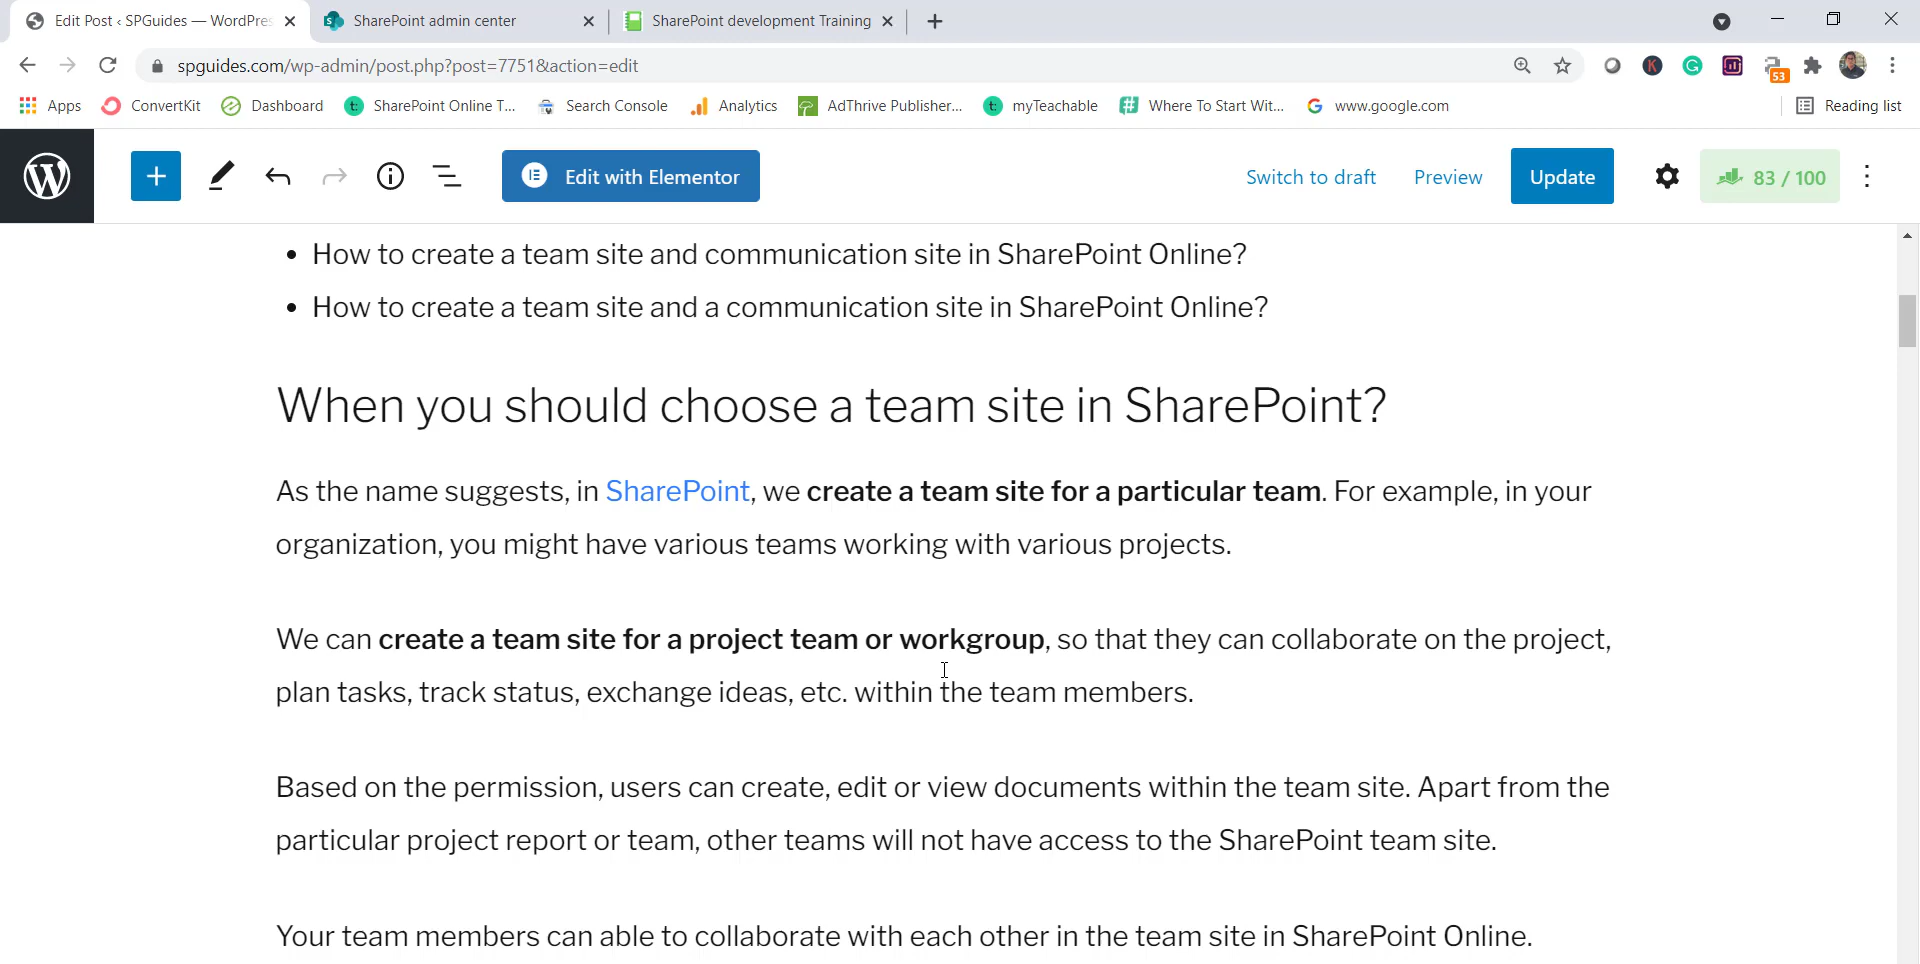 Edit Post ‹ SPGuides — WordPre
SharePoint admin center
SharePoint development Training
spguides.com/wp-admin/post.php?post=7751&action=edit
53
Apps
ConvertKit
Dashboard
SharePoint Online T...
Search Console
Analytics
AdThrive Publisher...
myTeachable
Where To Start Wit...
www.google.com
Reading list
Edit with Elementor
Switch to draft
Preview
Update
83 / 100
• How to create a team site and communication site in SharePoint Online?
• How to create a team site and a communication site in SharePoint Online?
When you should choose a team site in SharePoint?
As the name suggests, in SharePoint, we create a team site for a particular team. For example, in your
organization, you might have various teams working with various projects.
We can create a team site for a project team or workgroup, so that they can collaborate on the project,
plan tasks, track status, exchange ideas, etc. within the team members.
Based on the permission, users can create, edit or view documents within the team site. Apart from the
particular project report or team, other teams will not have access to the SharePoint team site.
Your team members can able to collaborate with each other in the team site in SharePoint Online.